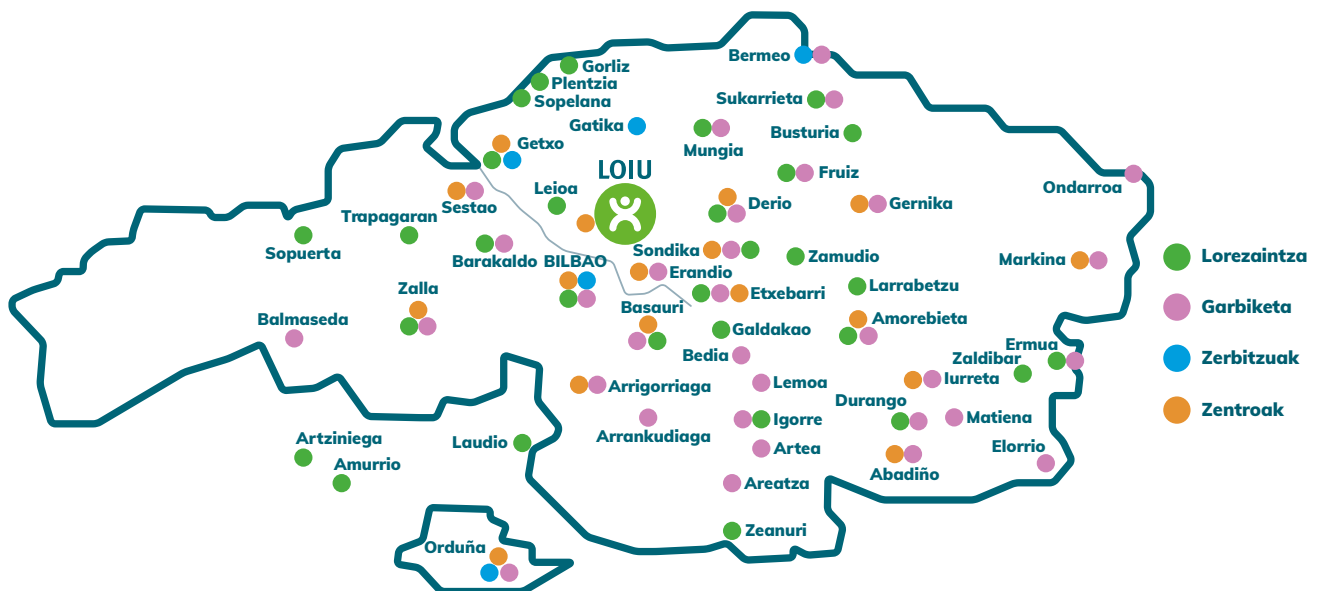 Gorliz
Bermeo
Plentzia
Sopelana
Sukarrieta
Gatika
Busturia
Getxo
Mungia
LOIU
Fruiz
Ondarroa
Leioa
Sestao
Derio
Gernika
Trapagaran
Sopuerta
Sondika
Zamudio
Markina
Lorezaintza
Barakaldo
BILBAO
Erandio
Zalla
Etxebarri
Larrabetzu
Basauri
Garbiketa
Balmaseda
Amorebieta
Galdakao
Ermua
Bedia
Zaldibar
Zerbitzuak
Arrigorriaga
Lemoa
Iurreta
Durango
Zentroak
Arrankudiaga
Igorre
Matiena
Artziniega
Laudio
Artea
Elorrio
Amurrio
Abadiño
Areatza
Zeanuri
Orduña